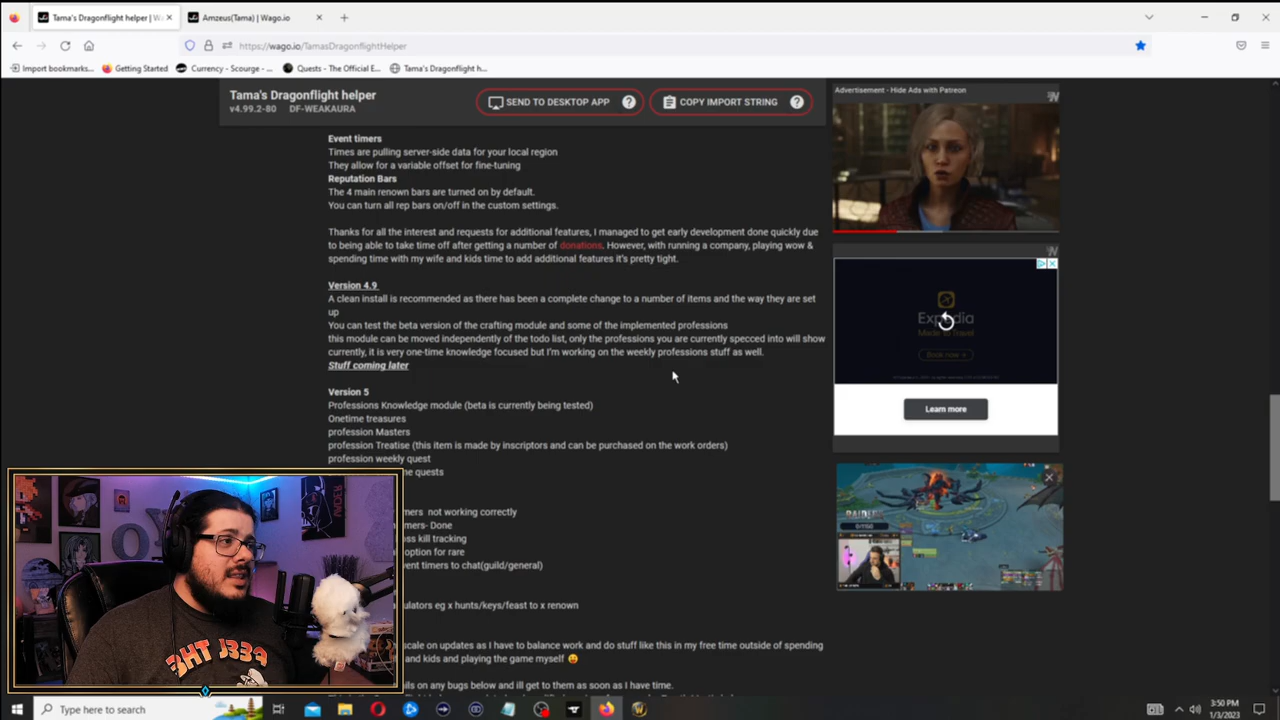 Tama's Dragonflight helper | Wa
Amzeus(Tama) | Wago.io
https://wago.io/TamasDragonflightHelper
Import bookmarks...
Getting Started
Currency - Scourge - ...
Quests - The Official E...
Tama's Dragonflight h...
Tama's Dragonflight helper
v4.99.2-80 DF-WEAKAURA
SEND TO DESKTOP APP ?
COPY IMPORT STRING ?
Advertisement - Hide Ads with Patreon
Event timers
Times are pulling server-side data for your local region
They allow for a variable offset for fine-tuning
Reputation Bars
The 4 main renown bars are turned on by default.
You can turn all rep bars on/off in the custom settings.
Thanks for all the interest and requests for additional features, I managed to get early development done quickly due
to being able to take time off after getting a number of donations. However, with running a company, playing wow &
spending time with my wife and kids time to add additional features it's pretty tight.
Version 4.9
A clean install is recommended as there has been a complete change to a number of items and the way they are set
up
You can test the beta version of the crafting module and some of the implemented professions
this module can be moved independently of the todo list, only the professions you are currently specced into will show
currently, it is very one-time knowledge focused but I'm working on the weekly professions stuff as well.
Stuff coming later
Version 5
Professions Knowledge module (beta is currently being tested)
Onetime treasures
profession Masters
profession Treatise (this item is made by inscriptors and can be purchased on the work orders)
profession weekly quest
quests
not working correctly
- Done
kill tracking
option for rare
timers to chat(guild/general)
eg x hunts/keys/feast to x renown
scale on updates as I have to balance work and do stuff like this in my free time outside of spending
and kids and playing the game myself
on any bugs below and ill get to them as soon as I have time.
Expedia
Made to Travel
Book now
Learn more
Type here to search
3:50 PM
1/3/2023